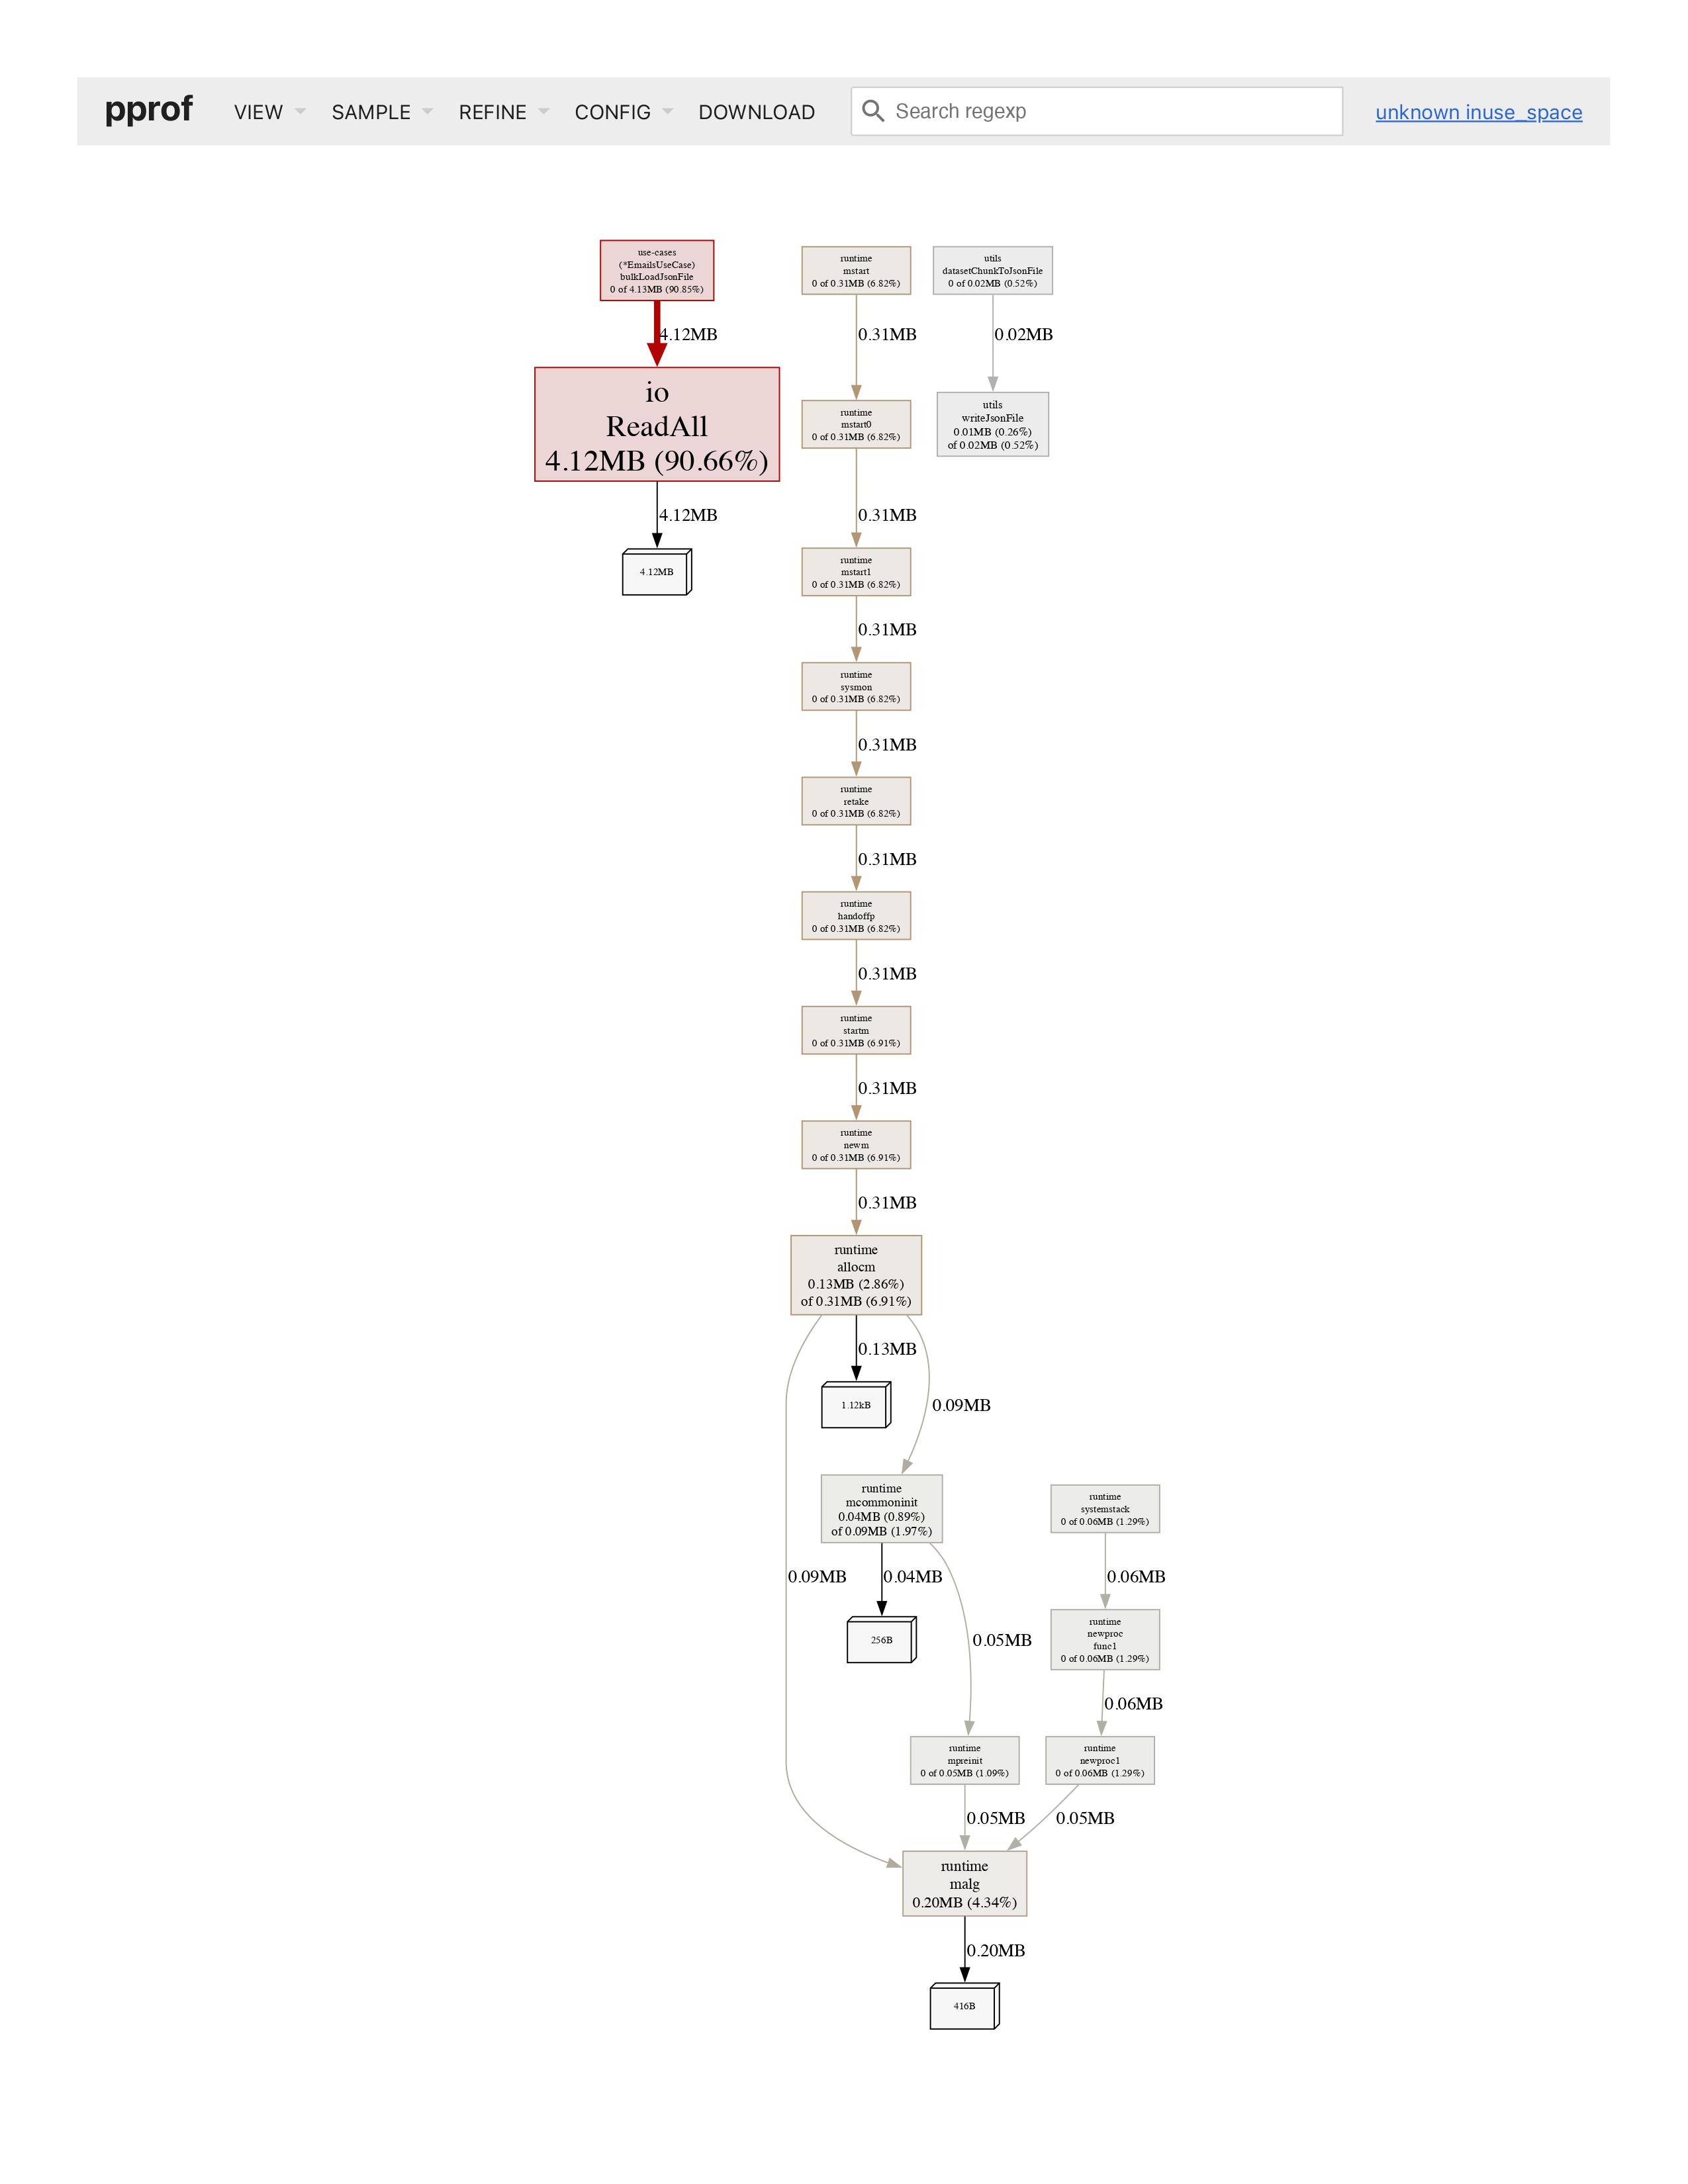 pprof
VIEW
SAMPLE
REFINE
CONFIG
DOWNLOAD
Search regexp
unknown inuse_space
use-cases
(*EmailsUseCase)
bulkLoadJsonFile
0 of 4.13MB (90.85%)
4.12MB
io
ReadAll
4.12MB (90.66%)
4.12MB
4.12MB
runtime
mstart
0 of 0.31MB (6.82%)
0.31MB
runtime
mstart0
0 of 0.31MB (6.82%)
0.31MB
runtime
mstart1
0 of 0.31MB (6.82%)
0.31MB
runtime
sysmon
0 of 0.31MB (6.82%)
0.31MB
runtime
retake
0 of 0.31MB (6.82%)
0.31MB
runtime
handoffp
0 of 0.31MB (6.82%)
0.31MB
runtime
startm
0 of 0.31MB (6.91%)
0.31MB
runtime
newm
0 of 0.31MB (6.91%)
0.31MB
runtime
allocm
0.13MB (2.86%)
of 0.31MB (6.91%)
0.13MB
1.12kB
0.09MB
utils
datasetChunkToJsonFile
0 of 0.02MB (0.52%)
0.02MB
utils
writeJsonFile
0.01MB (0.26%)
of 0.02MB (0.52%)
runtime
mcommoninit
0.04MB (0.89%)
of 0.09MB (1.97%)
0.09MB
0.04MB
256B
0.05MB
runtime
systemstack
0 of 0.06MB (1.29%)
0.06MB
runtime
newproc
func1
0 of 0.06MB (1.29%)
0.06MB
runtime
mpreinit
0 of 0.05MB (1.09%)
0.05MB
runtime
newproc1
0 of 0.06MB (1.29%)
0.05MB
runtime
malg
0.20MB (4.34%)
0.20MB
416B